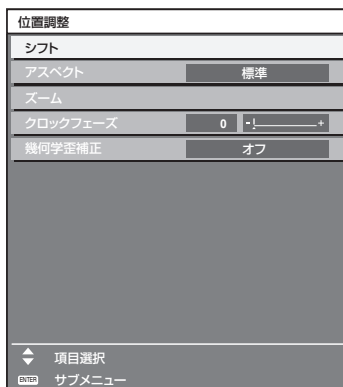 位置調整
シフト
アスペクト 標準
ズーム
クロックフェーズ 0 - +
幾何学歪補正 オフ
項目選択
ENTER サブメニュー